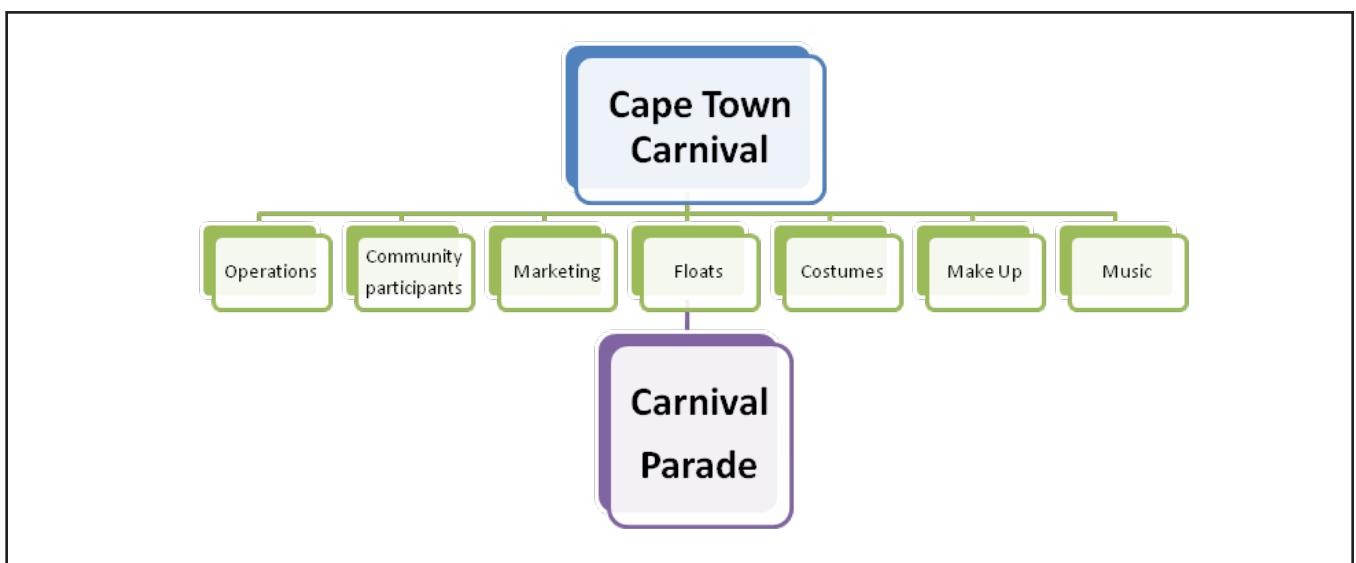 Cape Town
Carnival
Operations
Community
participants
Marketing
Floats
Costumes
Make Up
Music
Carnival
Parade